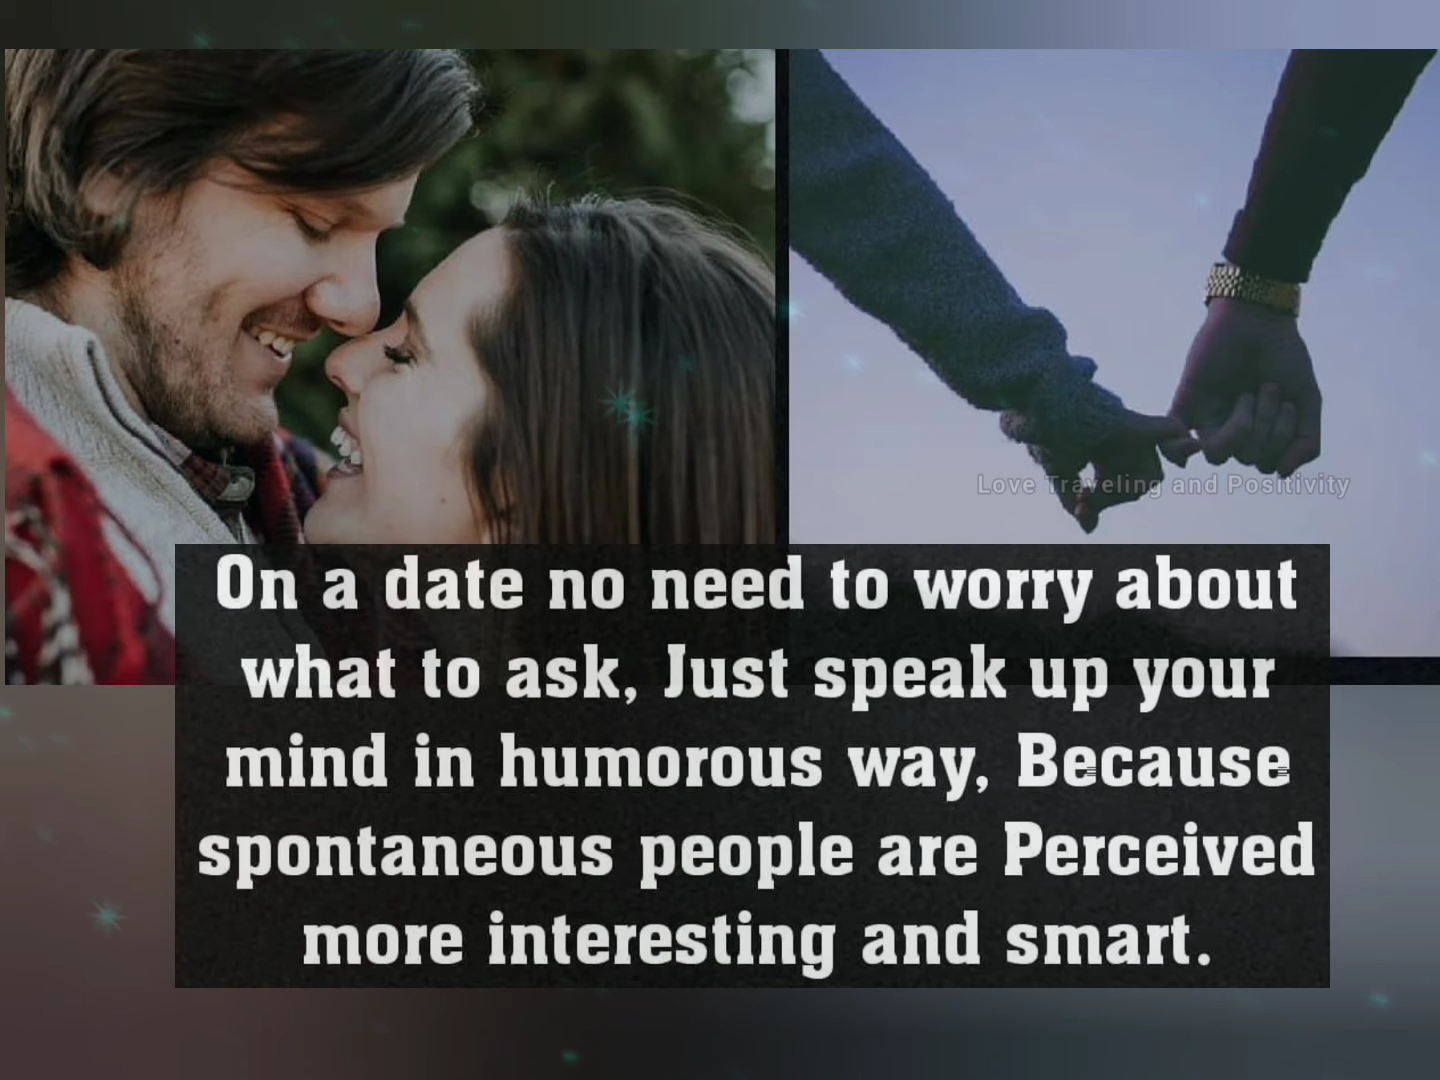 Love Traveling and Positivity
On a date no need to worry about
what to ask, Just speak up your
mind in humorous way, Because
spontaneous people are Perceived
more interesting and smart.